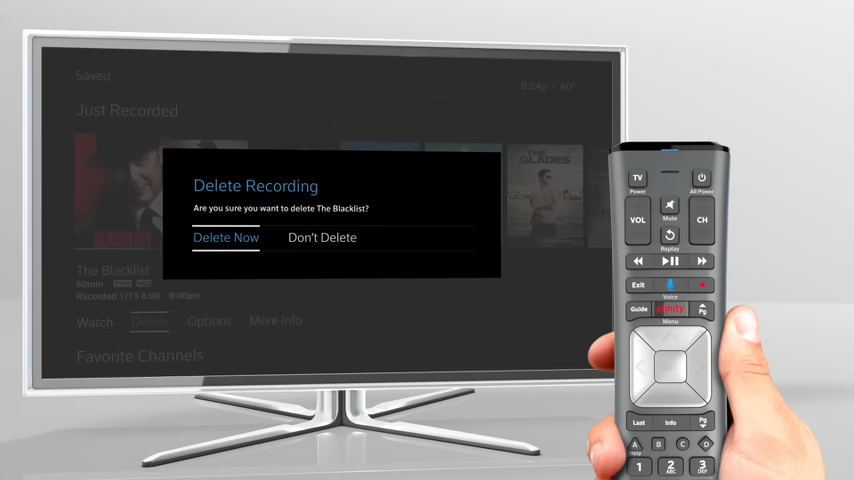 Saved
8:24p / 60°
Just Recorded
THE GLADES
BLACKLIST
Delete Recording
Are you sure you want to delete The Blacklist?
Delete Now Don't Delete
The Blacklist
60min HD
Recorded 1/15 8:00 - 9:00pm
Watch Delete Options More Info
Favorite Channels
TV
Power
All Power
VOL
Mute
CH
Replay
Exit
Voice
Guide
xfinity
Pg
Menu
Last
Info
Pg
A
B
C
D
Help
1
2
ABC
3
DEF